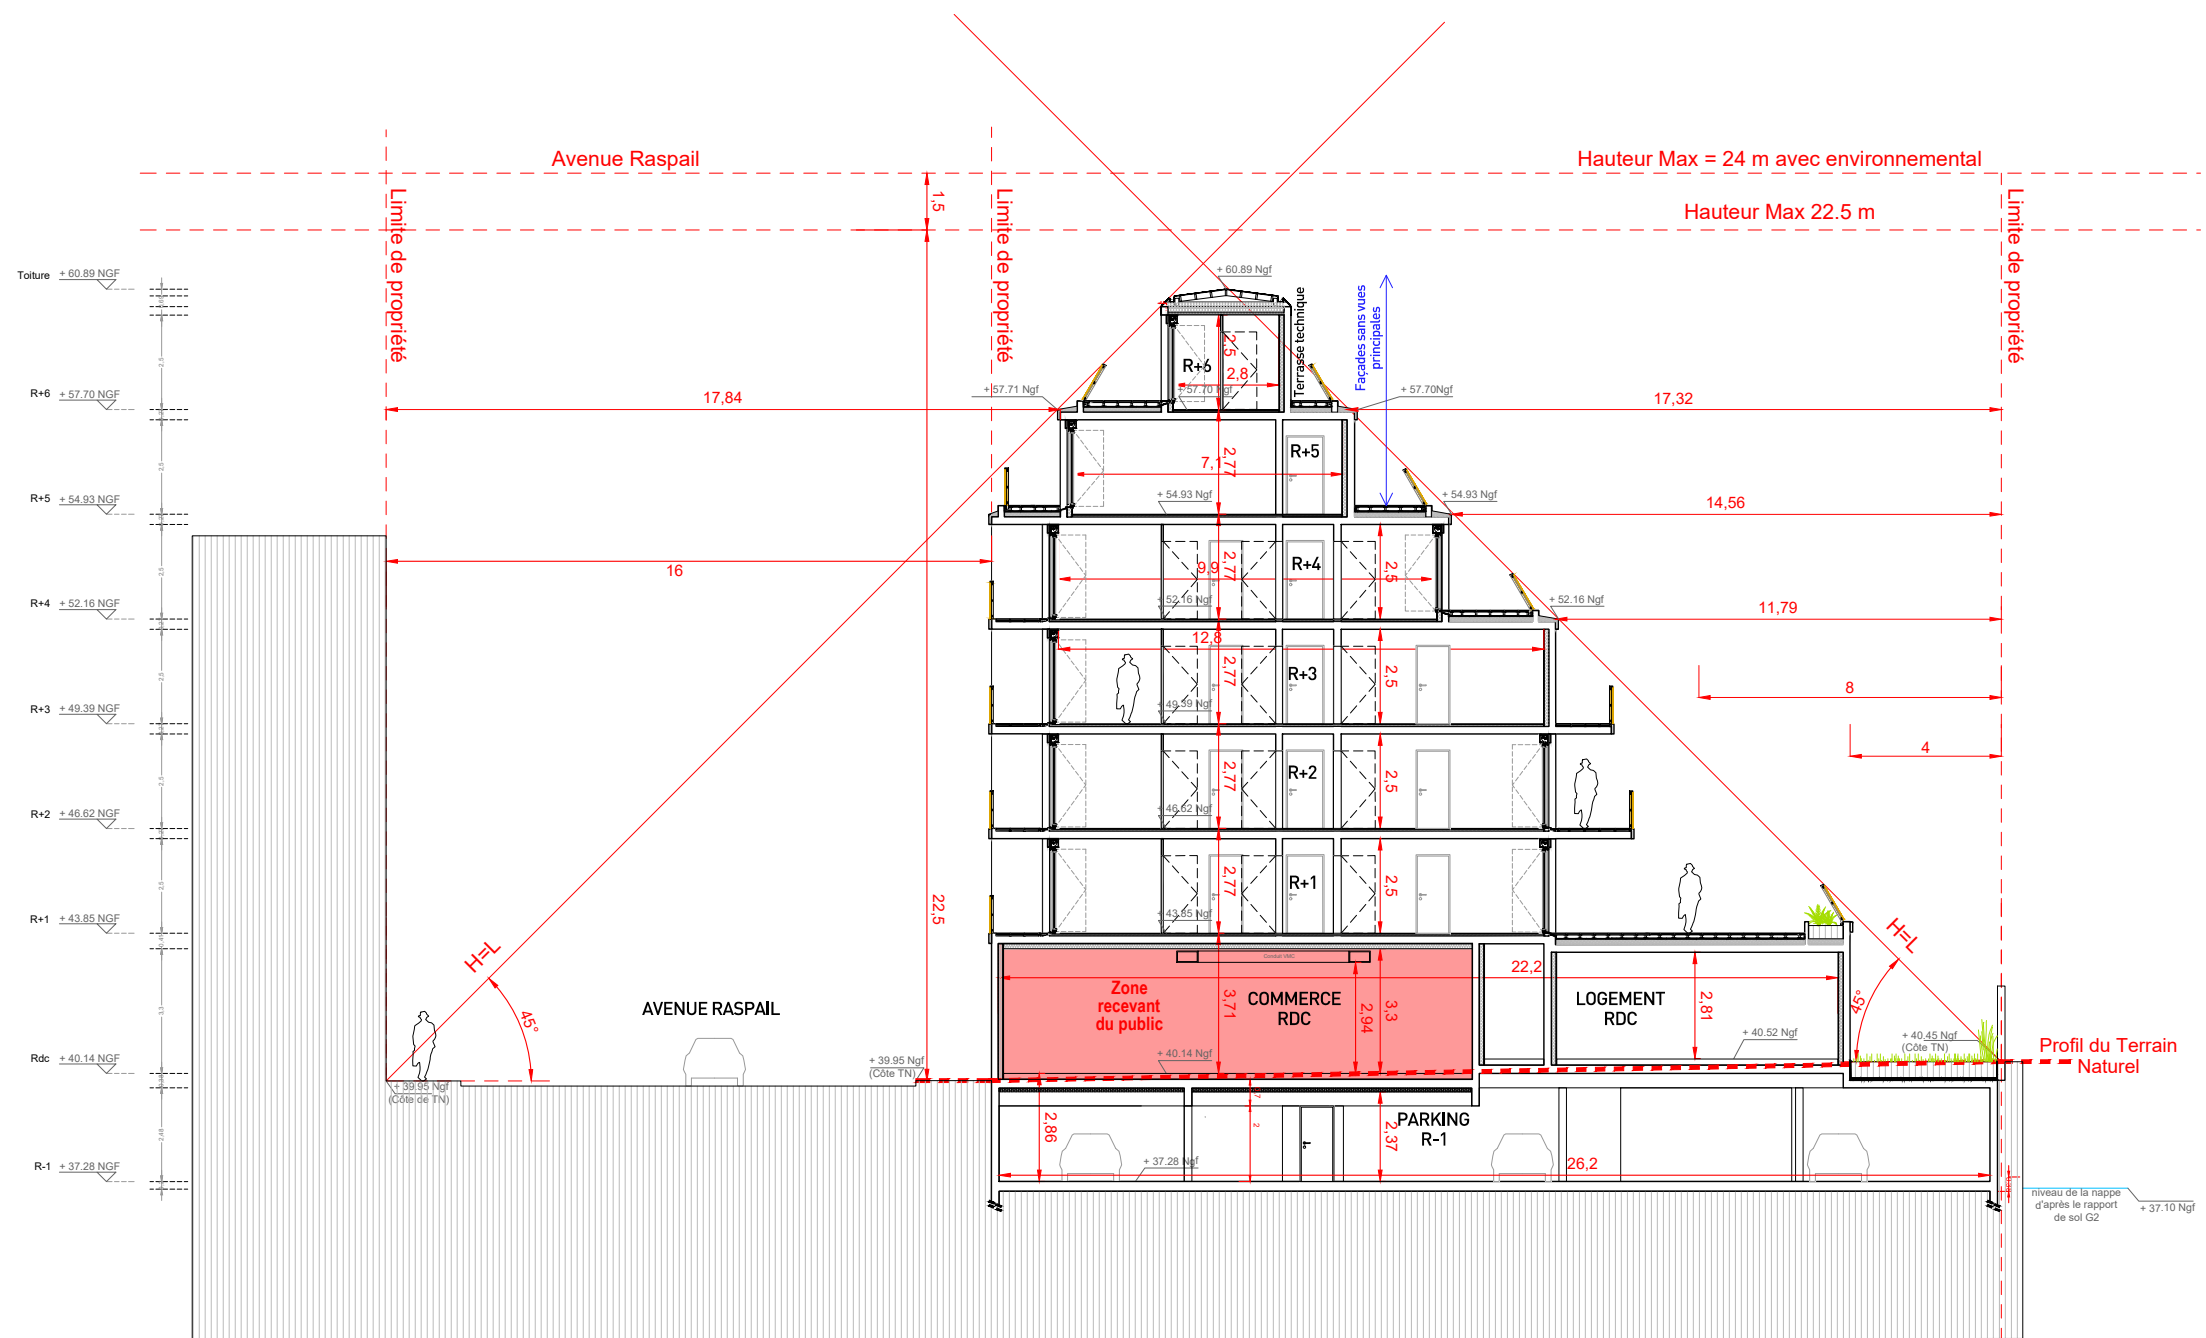 Avenue Raspail
Hauteur Max = 24 m avec environnemental
1,5
Limite de propriété
Limite de propriété
Limite de propriété
Hauteur Max 22.5 m
Toiture + 60.89 NGF
+ 60.89 Ngf
Terrasse technique
Façades sans vues
principales
2,5
R+6
2,8
R+6 + 57.70 NGF
+ 57.71 Ngf
+ 57.70 Ngf
+ 57.70Ngf
17,84
17,32
R+5
2,77
7,1
R+5 + 54.93 NGF
+ 54.93 Ngf
+ 54.93 Ngf
14,56
16
R+4
2,77
9,9
2,5
R+4 + 52.16 NGF
+ 52.16 Ngf
+ 52.16 Ngf
11,79
12,8
R+3
2,77
2,5
8
R+3 + 49.39 NGF
+ 49.39 Ngf
4
R+2
2,77
2,5
R+2 + 46.62 NGF
+ 46.62 Ngf
R+1
2,77
2,5
22,5
R+1 + 43.85 NGF
+ 43.85 Ngf
H=L
H=L
Conduit VMC
22,2
Zone
recevant
du public
3,71
COMMERCE
RDC
2,94
3,3
LOGEMENT
RDC
2,81
45°
45°
AVENUE RASPAIL
+ 40.52 Ngf
+ 40.45 Ngf
(Côte TN)
Profil du Terrain
Naturel
Rdc + 40.14 NGF
+ 39.95 Ngf
(Côte TN)
+ 40.14 Ngf
+ 39.95 Ngf
(Côte de TN)
2,86
2
2,37
PARKING
R-1
R-1 + 37.28 NGF
+ 37.28 Ngf
26,2
niveau de la nappe
d'après le rapport
de sol G2
+ 37.10 Ngf